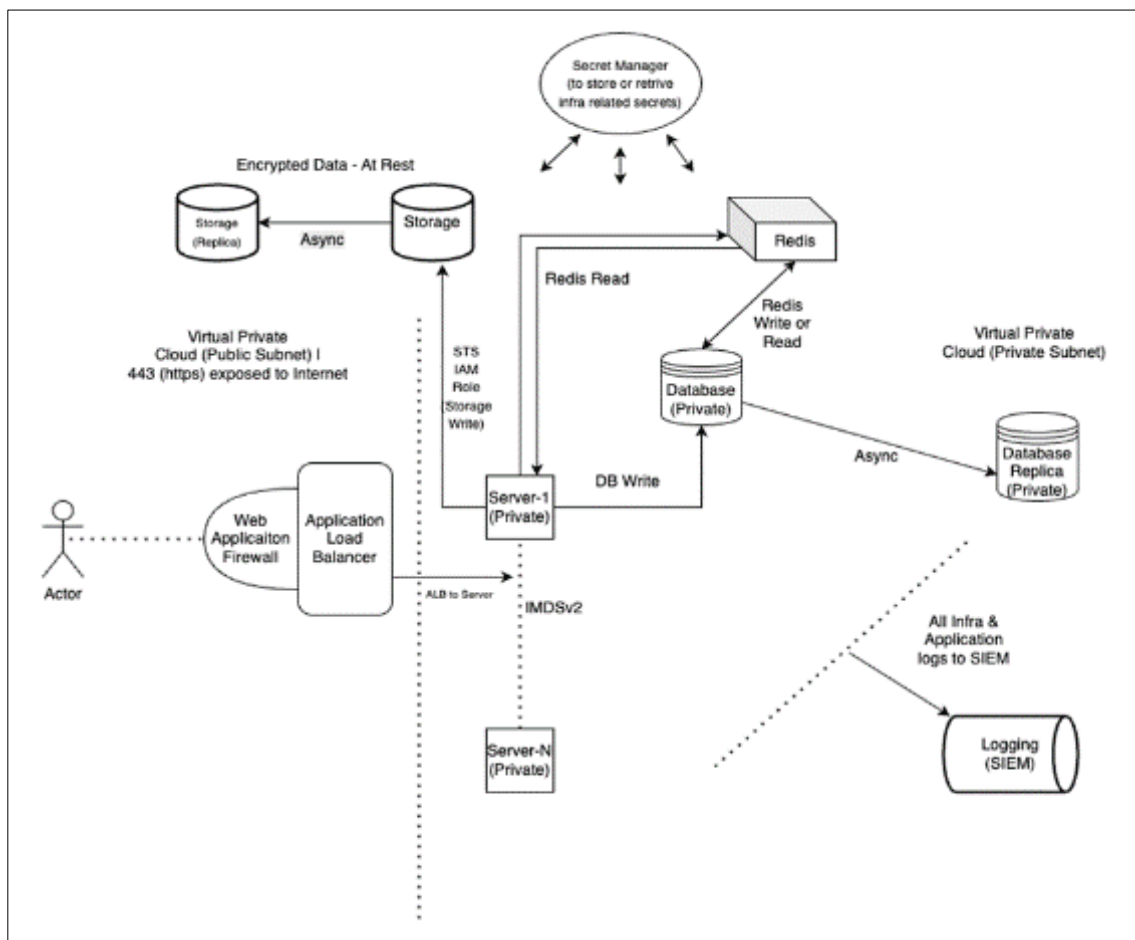 Secret Manager
(to store or retrive
infra related secrets)
Encrypted Data - At Rest
Storage
(Replica)
Async
Storage
Redis
Redis Read
Redis
Write or
Read
Virtual Private
Cloud (Public Subnet) |
443 (https) exposed to Internet
STS
IAM
Role
(Storage
Write)
Virtual Private
Cloud (Private Subnet)
Database
(Private)
Async
Database
Replica
(Private)
DB Write
Server-1
(Private)
Web
Applicaiton
Firewall
Application
Load
Balancer
Actor
ALB to Server
IMDSv2
All Infra &
Application
logs to SIEM
Server-N
(Private)
Logging
(SIEM)